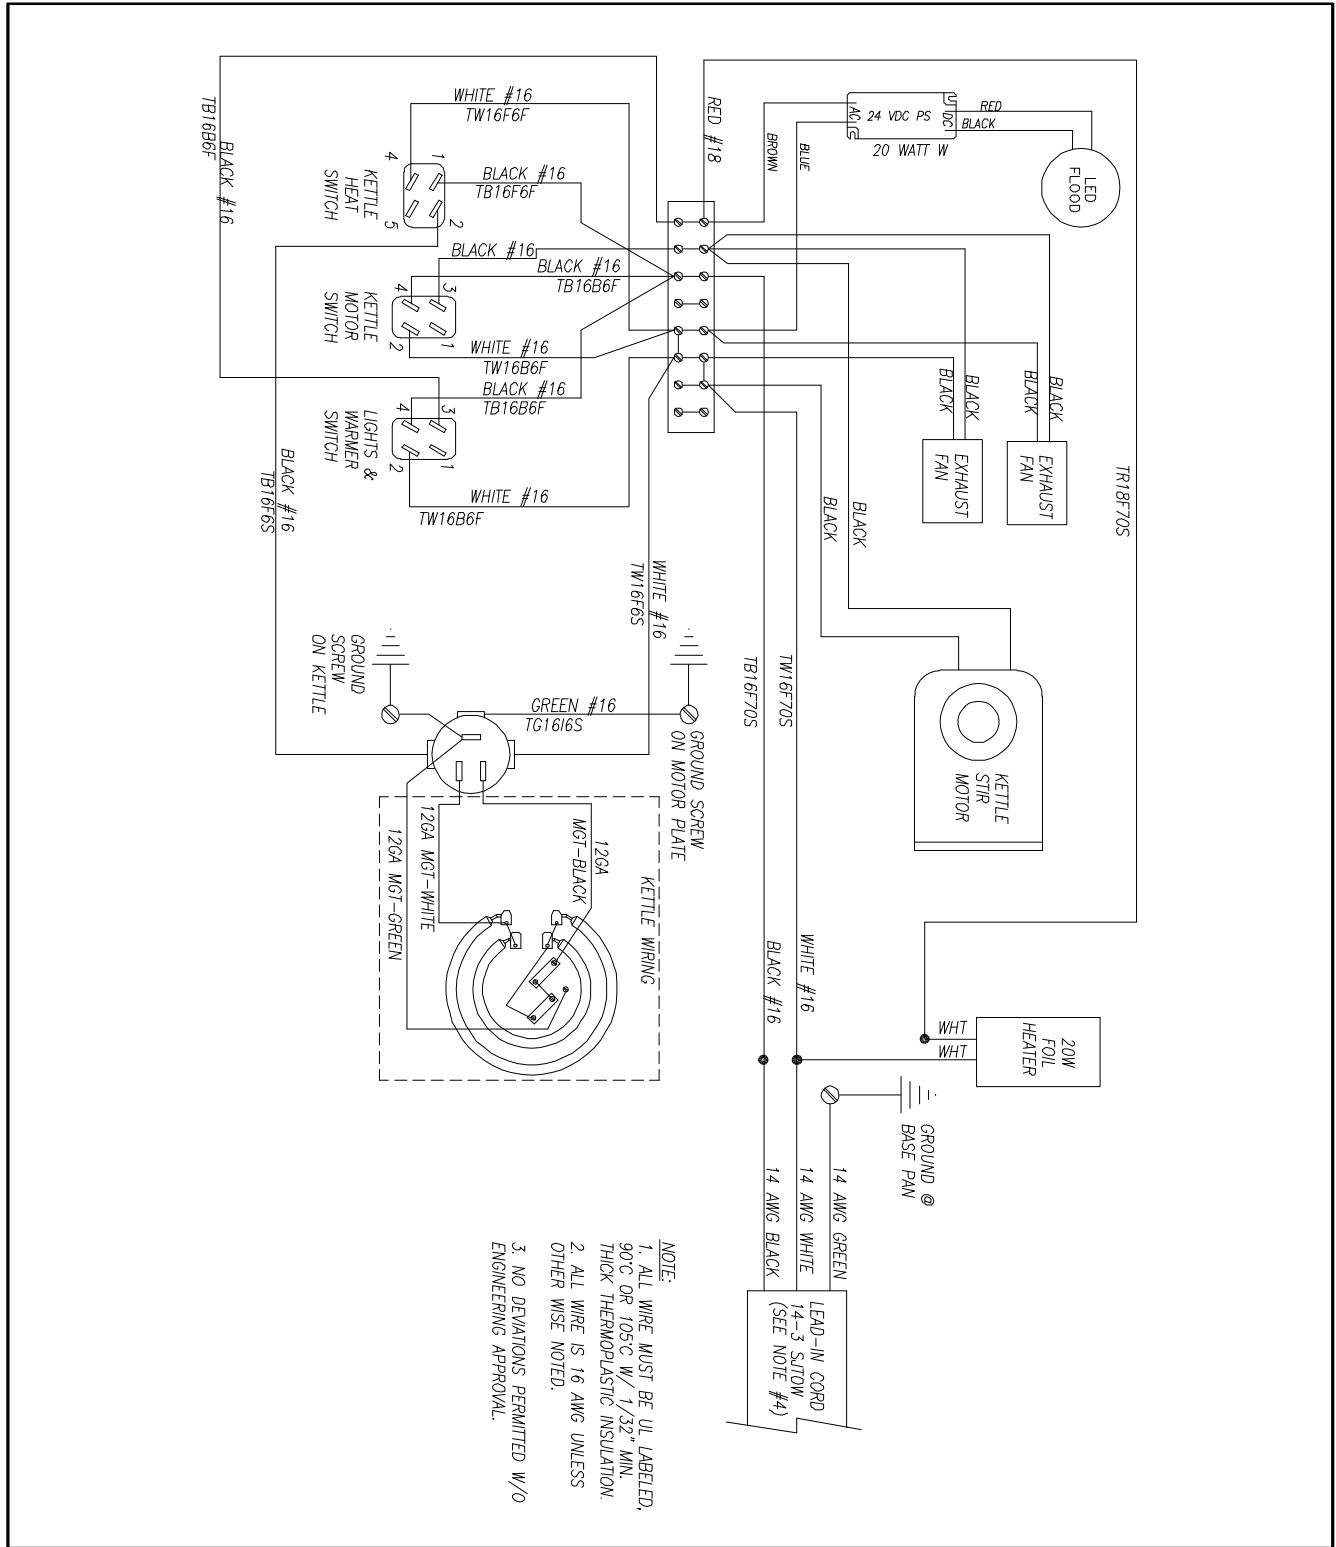 TB16B6F
BLACK #16
WHITE #16
TW16F6F
BLACK #16
TB16F6F
4
1
5
2
KETTLE
HEAT
SWITCH
BLACK #16
BLACK #16
TB16B6F
4
3
2
1
KETTLE
MOTOR
SWITCH
WHITE #16
TW16B6F
BLACK #16
TB16B6F
4
3
2
1
LIGHTS &
WARMER
SWITCH
WHITE #16
TW16B6F
BLACK #16
TB16F6S
RED #18
BROWN
BLUE
AC
24 VDC PS
DC
20 WATT W
RED
BLACK
LED
FLOOD
BLACK
BLACK
BLACK
BLACK
EXHAUST
FAN
EXHAUST
FAN
TR18F70S
BLACK
BLACK
WHITE #16
TW16F6S
GROUND
SCREW
ON KETTLE
GREEN #16
TG16I6S
GROUND SCREW
ON MOTOR PLATE
TB16F70S
TW16F70S
KETTLE
STIR
MOTOR
12GA
MGT-BLACK
12GA MGT-WHITE
12GA MGT-GREEN
KETTLE WIRING
BLACK #16
WHITE #16
WHT
WHT
20W
FOIL
HEATER
GROUND @
BASE PAN
14 AWG GREEN
14 AWG WHITE
14 AWG BLACK
LEAD-IN CORD
14-3 SJTOW
(SEE NOTE #4)
NOTE:
1. ALL WIRE MUST BE UL LABELED,
90°C OR 105°C W/ 1/32" MIN.
THICK THERMOPLASTIC INSULATION.
2. ALL WIRE IS 16 AWG UNLESS
OTHER WISE NOTED.
3. NO DEVIATIONS PERMITTED W/O
ENGINEERING APPROVAL.